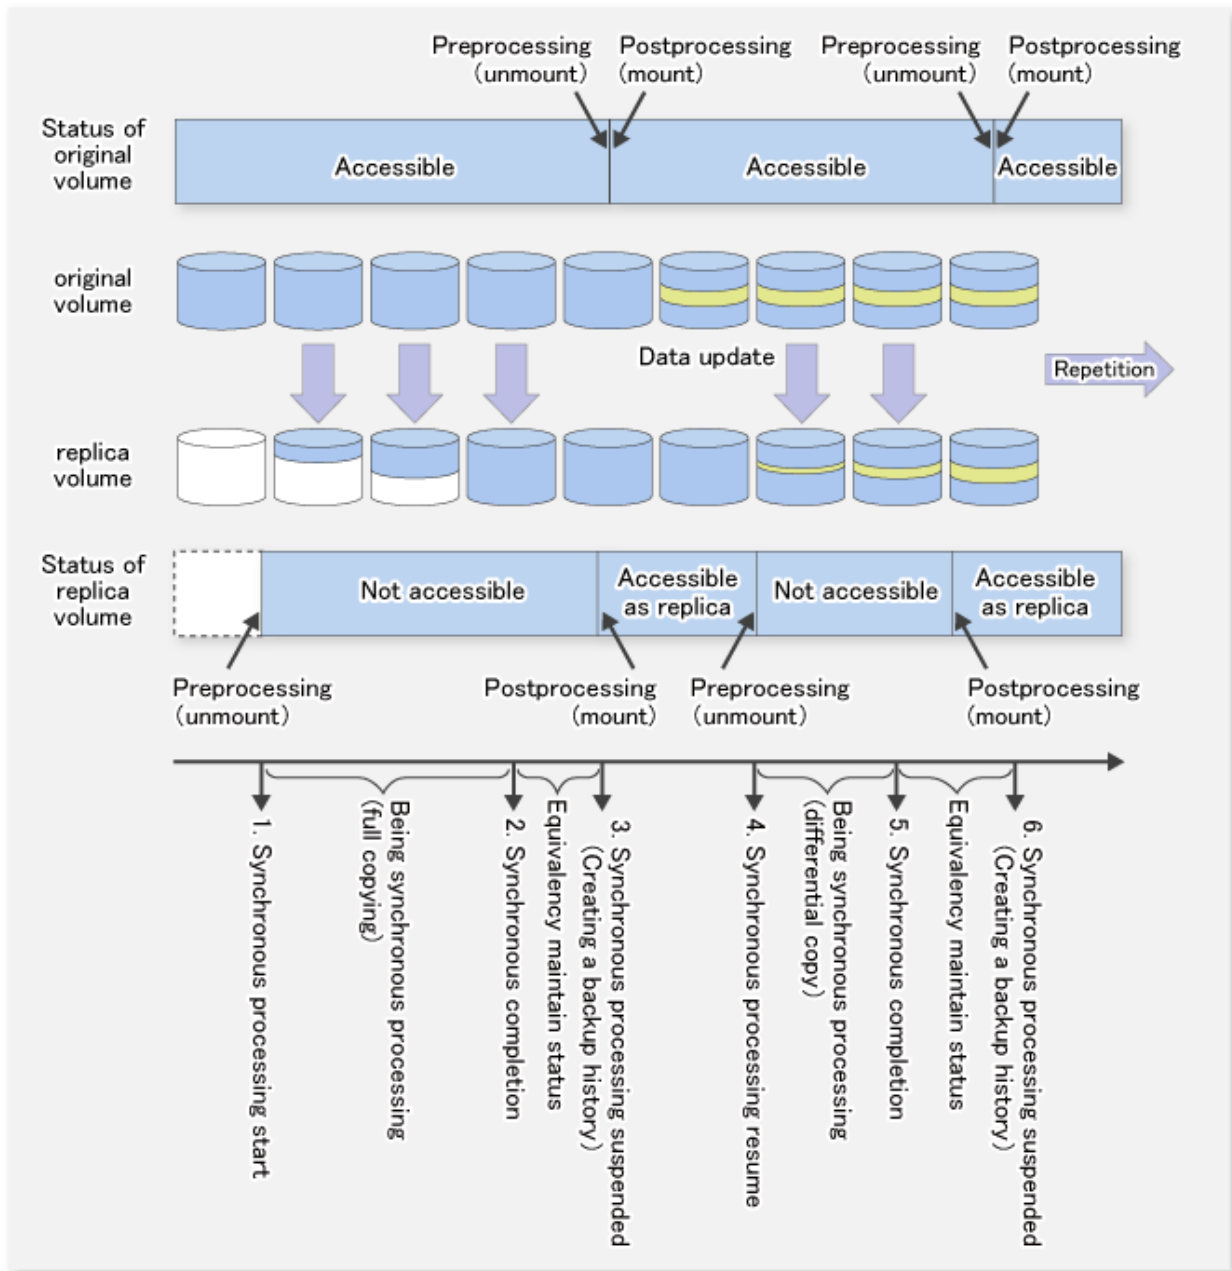 Preprocessing
(unmount)
Postprocessing
(mount)
Preprocessing
(unmount)
Postprocessing
(mount)
Status of
original
volume
Accessible
Accessible
Accessible
original
volume
Data update
Repetition
replica
volume
Status of
replica
volume
Not accessible
Accessible
as replica
Not accessible
Accessible
as replica
Preprocessing
(unmount)
Postprocessing
(mount)
Preprocessing
(unmount)
Postprocessing
(mount)
1. Synchronous processing start
Being synchronous processing
(full copying)
2. Synchronous completion
Equivalency maintain status
3. Synchronous processing suspended
(Creating a backup history)
4. Synchronous processing resume
Being synchronous processing
(differential copy)
5. Synchronous completion
Equivalency maintain status
6. Synchronous processing suspended
(Creating a backup history)